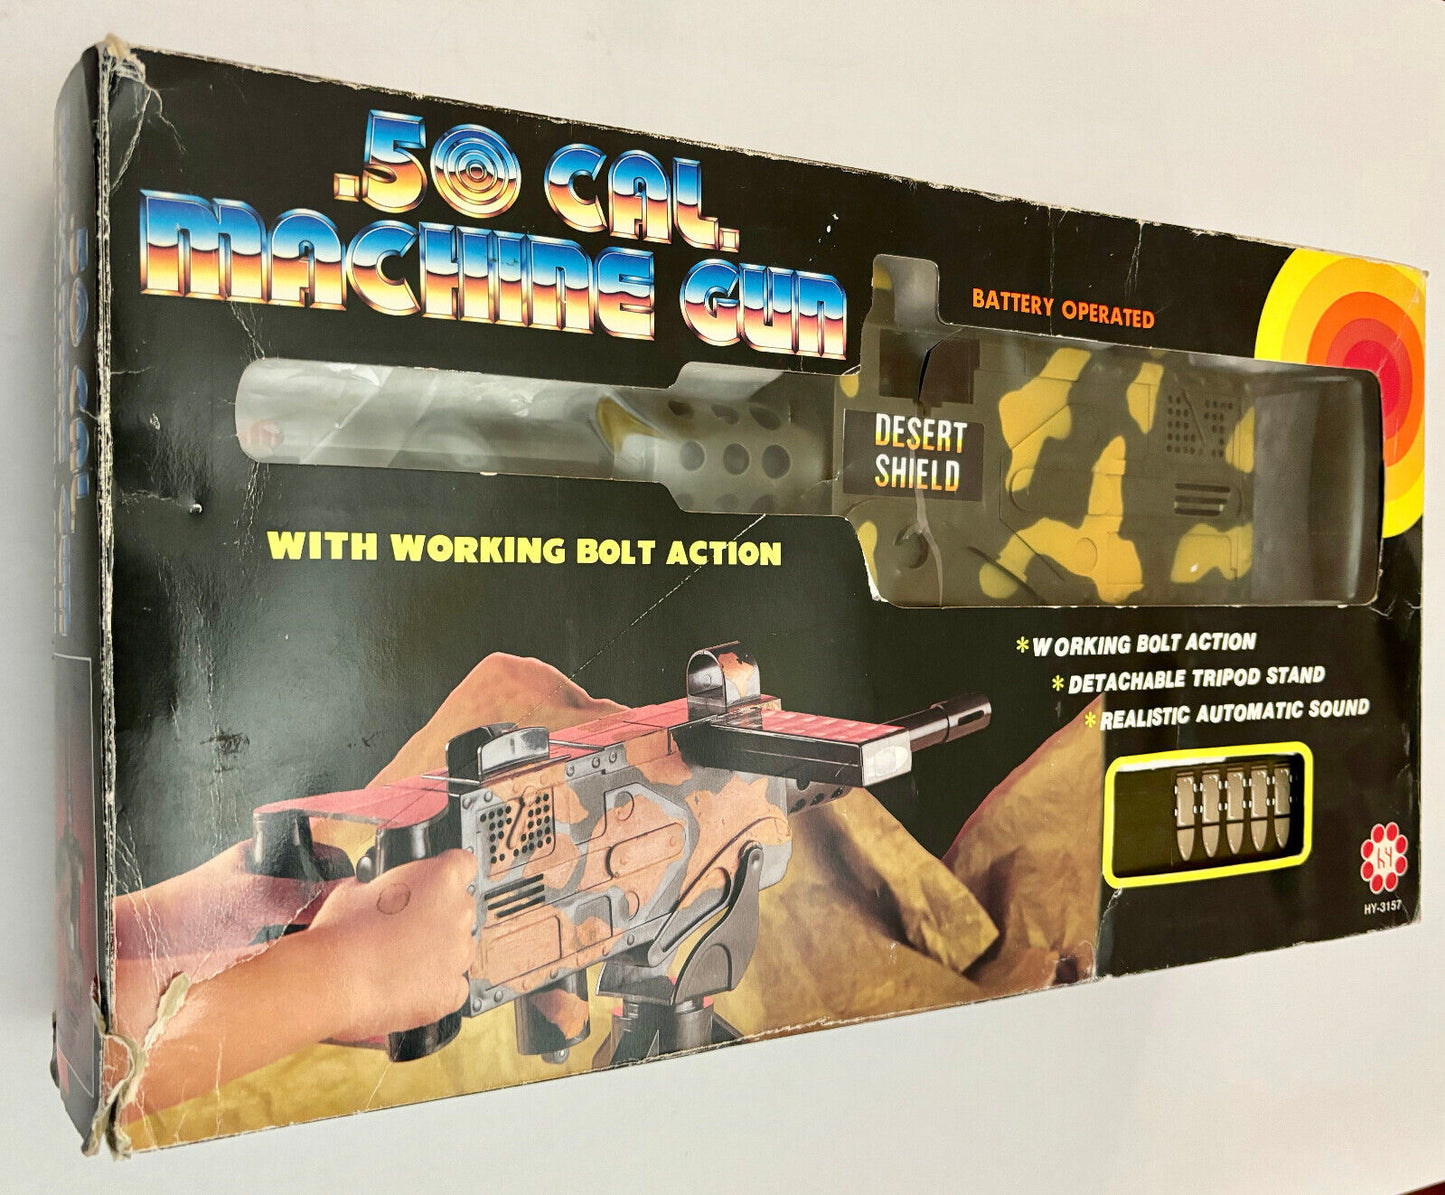 .50 CAL.
MACHINE GUN
BATTERY OPERATED
DESERT
SHIELD
WITH WORKING BOLT ACTION
*WORKING BOLT ACTION
*DETACHABLE TRIPOD STAND
*REALISTIC AUTOMATIC SOUND
hy
HY-3157